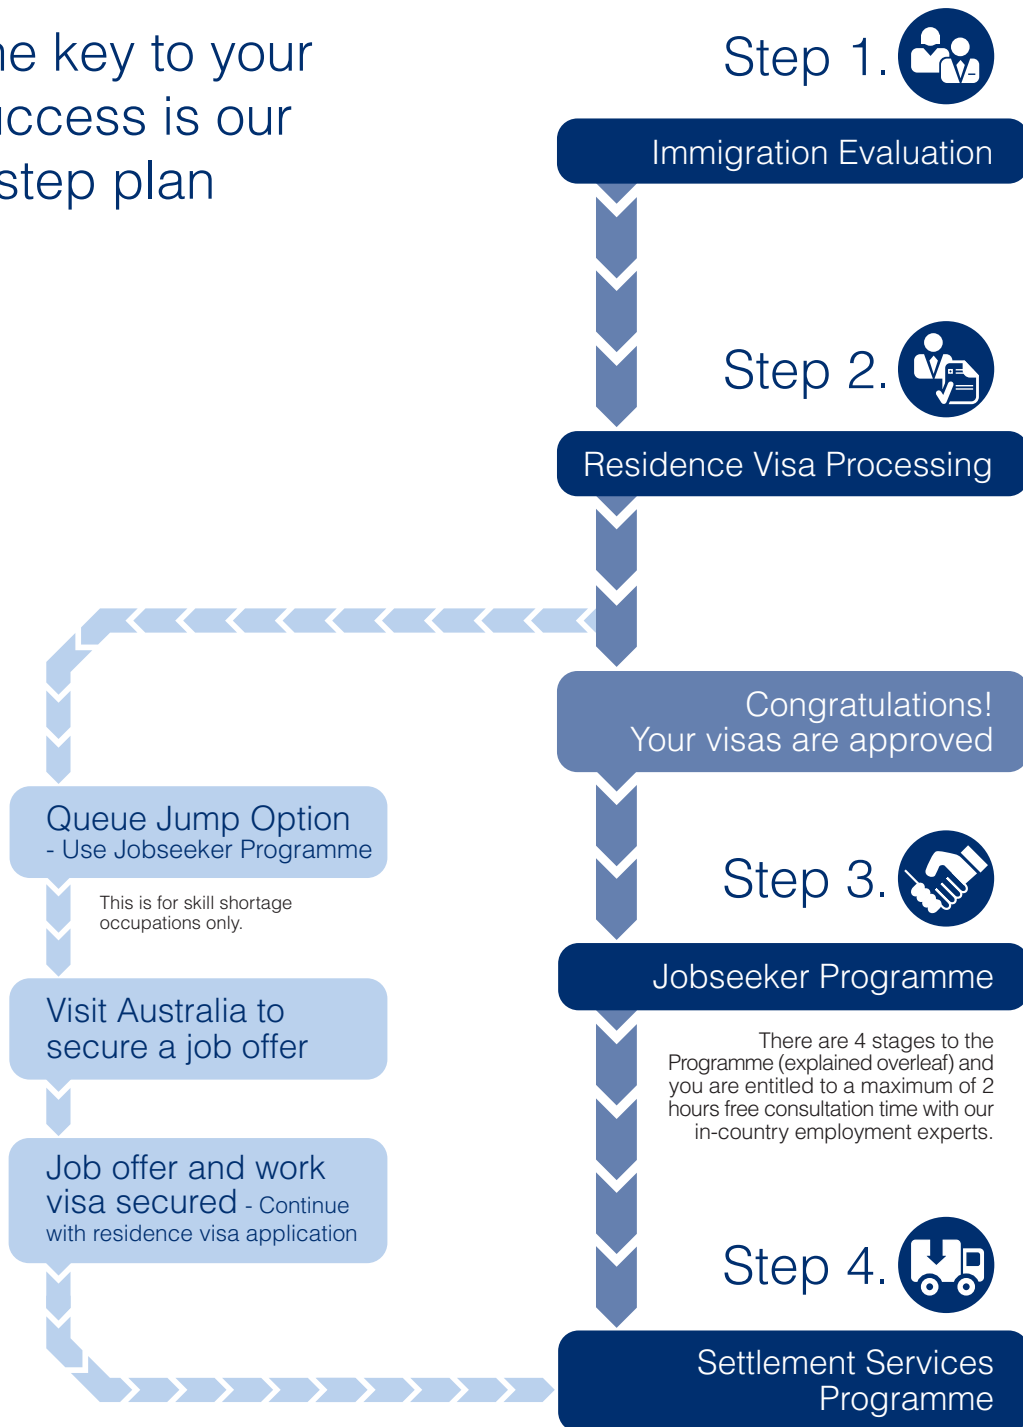 he key to your
uccess is our
step plan
Step 1.
Immigration Evaluation
Step 2.
Residence Visa Processing
Congratulations!
Your visas are approved
Queue Jump Option
- Use Jobseeker Programme
This is for skill shortage
occupations only.
Visit Australia to
secure a job offer
Job offer and work
visa secured - Continue
with residence visa application
Step 3.
Jobseeker Programme
There are 4 stages to the
Programme (explained overleaf) and
you are entitled to a maximum of 2
hours free consultation time with our
in-country employment experts.
Step 4.
Settlement Services
Programme